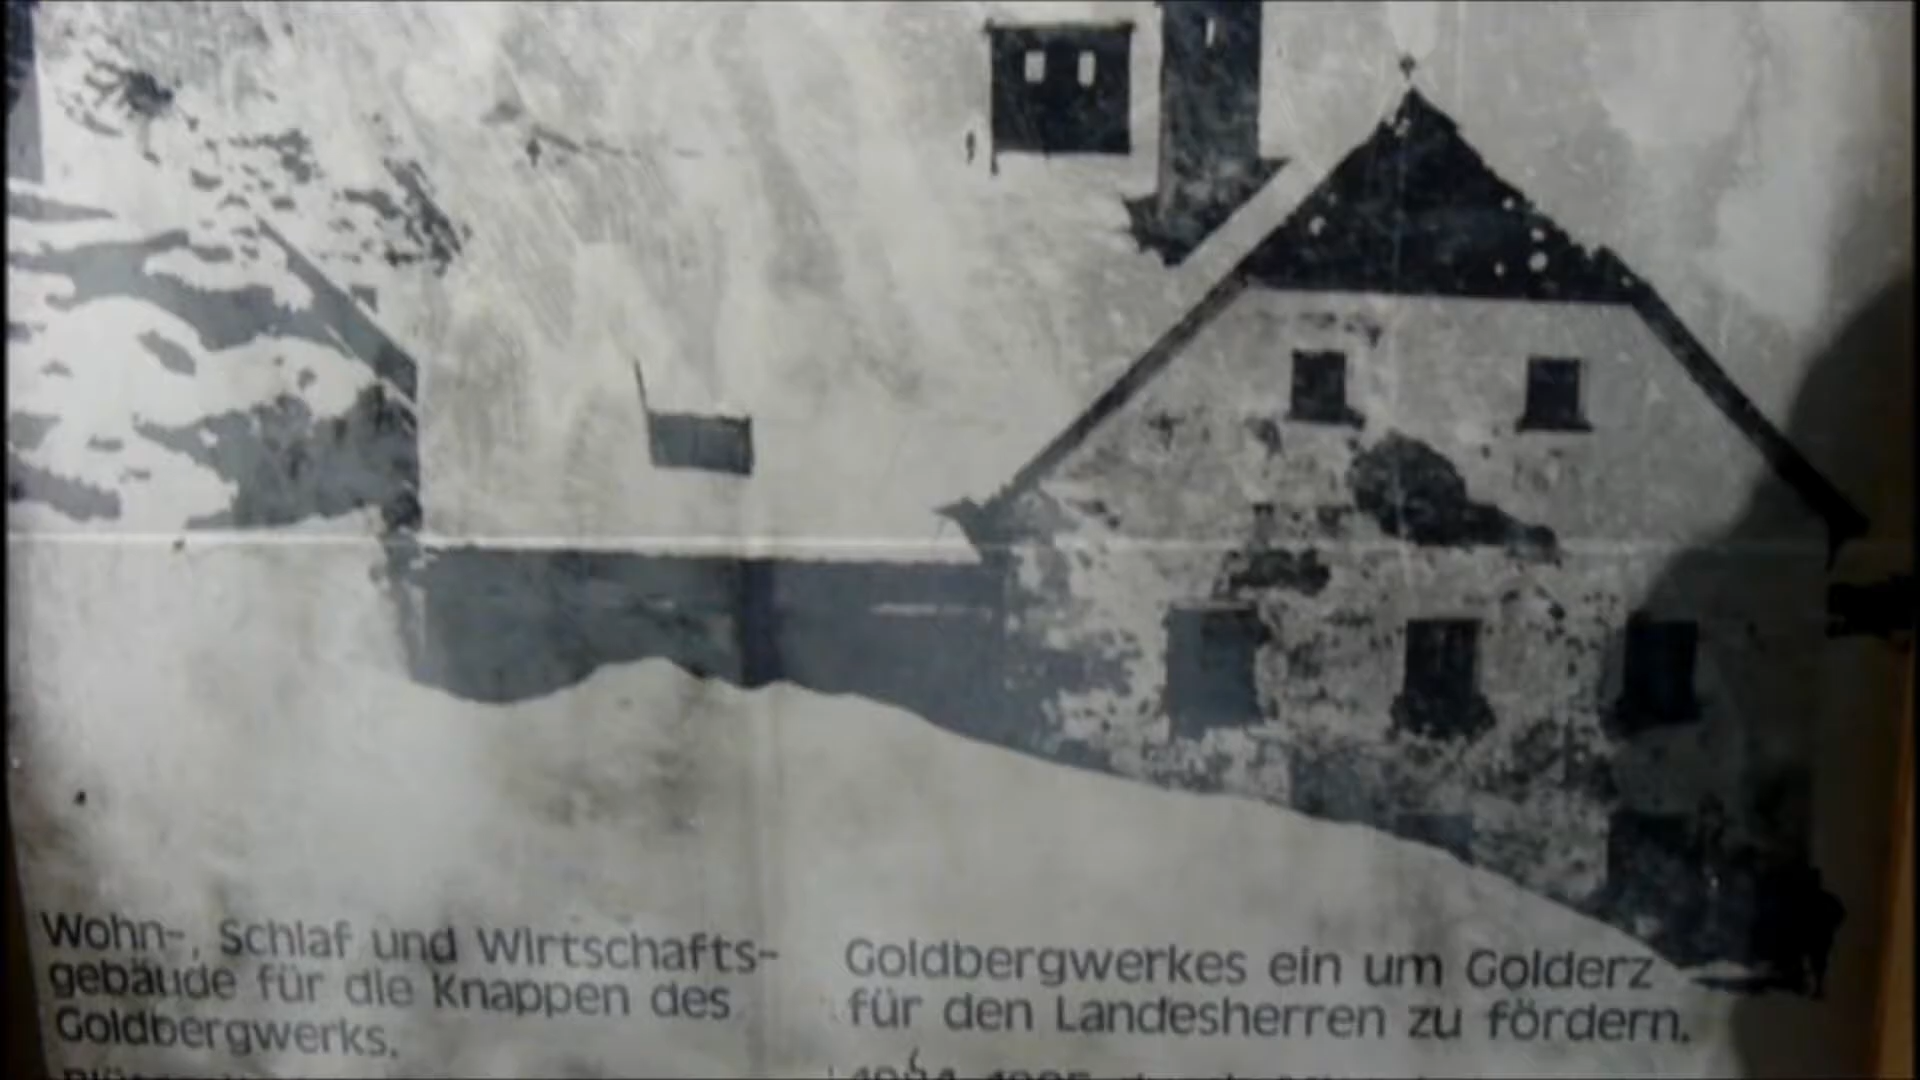 Wohn-, Schlaf und Wirtschafts-
gebäude für die Knappen des
Goldbergwerks.
Goldbergwerkes ein um Golderz
für den Landesherren zu fördern.